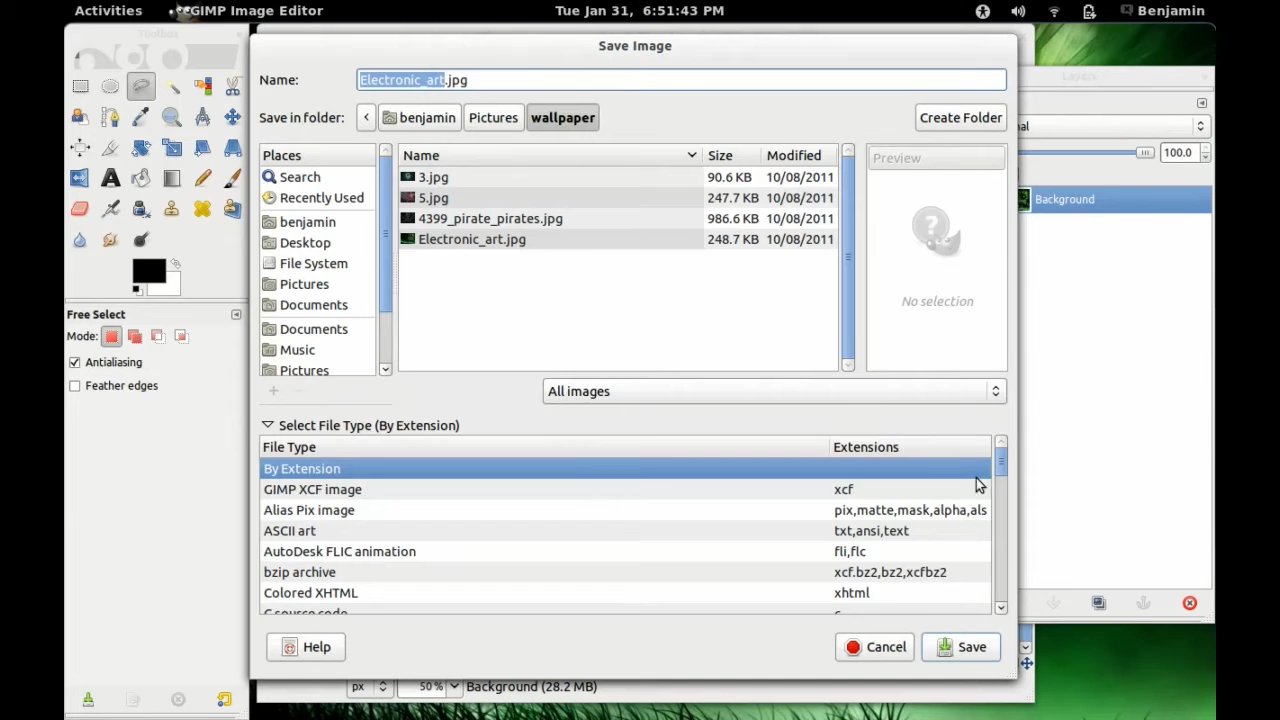 Activities GIMP Image Editor Tue Jan 31, 6:51:43 PM Benjamin
Toolbox Save Image Layers
Name: Electronic_art.jpg
Save in folder: < benjamin Pictures wallpaper Create Folder
100.0
Places Name Size Modified Preview
Search 3.jpg 90.6 KB 10/08/2011
Recently Used 5.jpg 247.7 KB 10/08/2011
Background
benjamin 4399_pirate_pirates.jpg 986.6 KB 10/08/2011
Desktop Electronic_art.jpg 248.7 KB 10/08/2011
File System
Pictures
No selection
Documents
Free Select
Mode:
Documents
Music
Antialiasing
Pictures
Feather edges
All images
Select File Type (By Extension)
File Type Extensions
By Extension
GIMP XCF image xcf
Alias Pix image pix,matte,mask,alpha,als
ASCII art txt,ansi,text
AutoDesk FLIC animation fli,flc
bzip archive xcf.bz2,bz2,xcfbz2
Colored XHTML xhtml
C source code c
Help Cancel Save
px 50 % Background (28.2 MB)